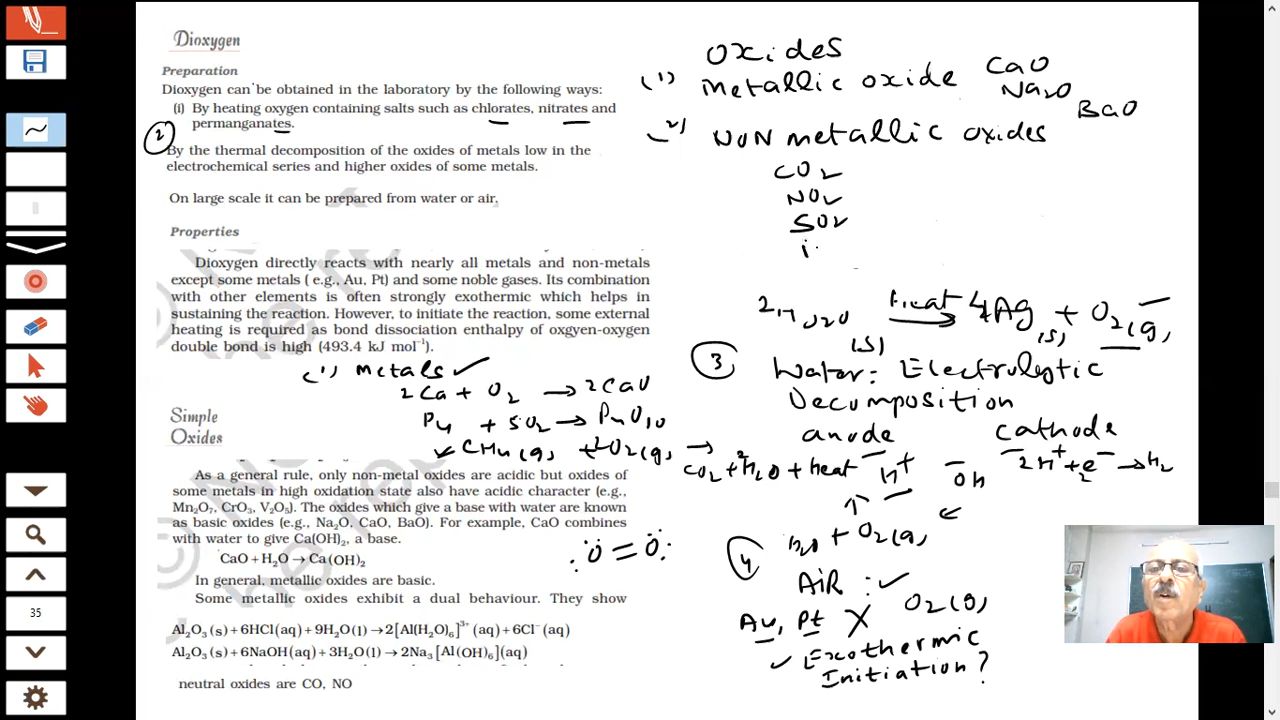 Dioxygen
Preparation
Dioxygen can be obtained in the laboratory by the following ways:
(i) By heating oxygen containing salts such as chlorates, nitrates and
permanganates.
(2)
By the thermal decomposition of the oxides of metals low in the
electrochemical series and higher oxides of some metals.
On large scale it can be prepared from water or air.
Properties
Dioxygen directly reacts with nearly all metals and non-metals
except some metals ( e.g., Au, Pt) and some noble gases. Its combination
with other elements is often strongly exothermic which helps in
sustaining the reaction. However, to initiate the reaction, some external
heating is required as bond dissociation enthalpy of oxgyen-oxygen
double bond is high (493.4 kJ mol⁻¹).
(1) Metals ✓
2Ca + O2 → 2CaO
P4 + 5O2 → P4O10
CH4(g) + 2O2(g) →
CO2 + 2H2O + heat
Simple
Oxides
As a general rule, only non-metal oxides are acidic but oxides of
some metals in high oxidation state also have acidic character (e.g.,
Mn₂O₇, CrO₃, V₂O₅). The oxides which give a base with water are known
as basic oxides (e.g., Na₂O, CaO, BaO). For example, CaO combines
with water to give Ca(OH)₂, a base.
CaO + H₂O → Ca(OH)₂
In general, metallic oxides are basic.
Some metallic oxides exhibit a dual behaviour. They show
Al₂O₃(s) + 6HCl(aq) + 9H₂O(l) → 2[Al(H₂O)₆]³⁺(aq) + 6Cl⁻(aq)
Al₂O₃(s) + 6NaOH(aq) + 3H₂O(l) → 2Na₃[Al(OH)₆](aq)
neutral oxides are CO, NO
O = O
Oxides
(1) Metallic oxide CaO
Na2O
BaO
(2) Non metallic oxides
CO2
NO2
SO2
Heat → 4Ag(s) + O2(g)
(s)
(3) Water: Electrolytic
Decomposition
anode cathode
H+ OH 2H+ + 2e → H2
H2O + O2(g)
(4) AiR : ✓
O2(g)
Au, Pt X
✓ Exothermic
Initiation ?
35